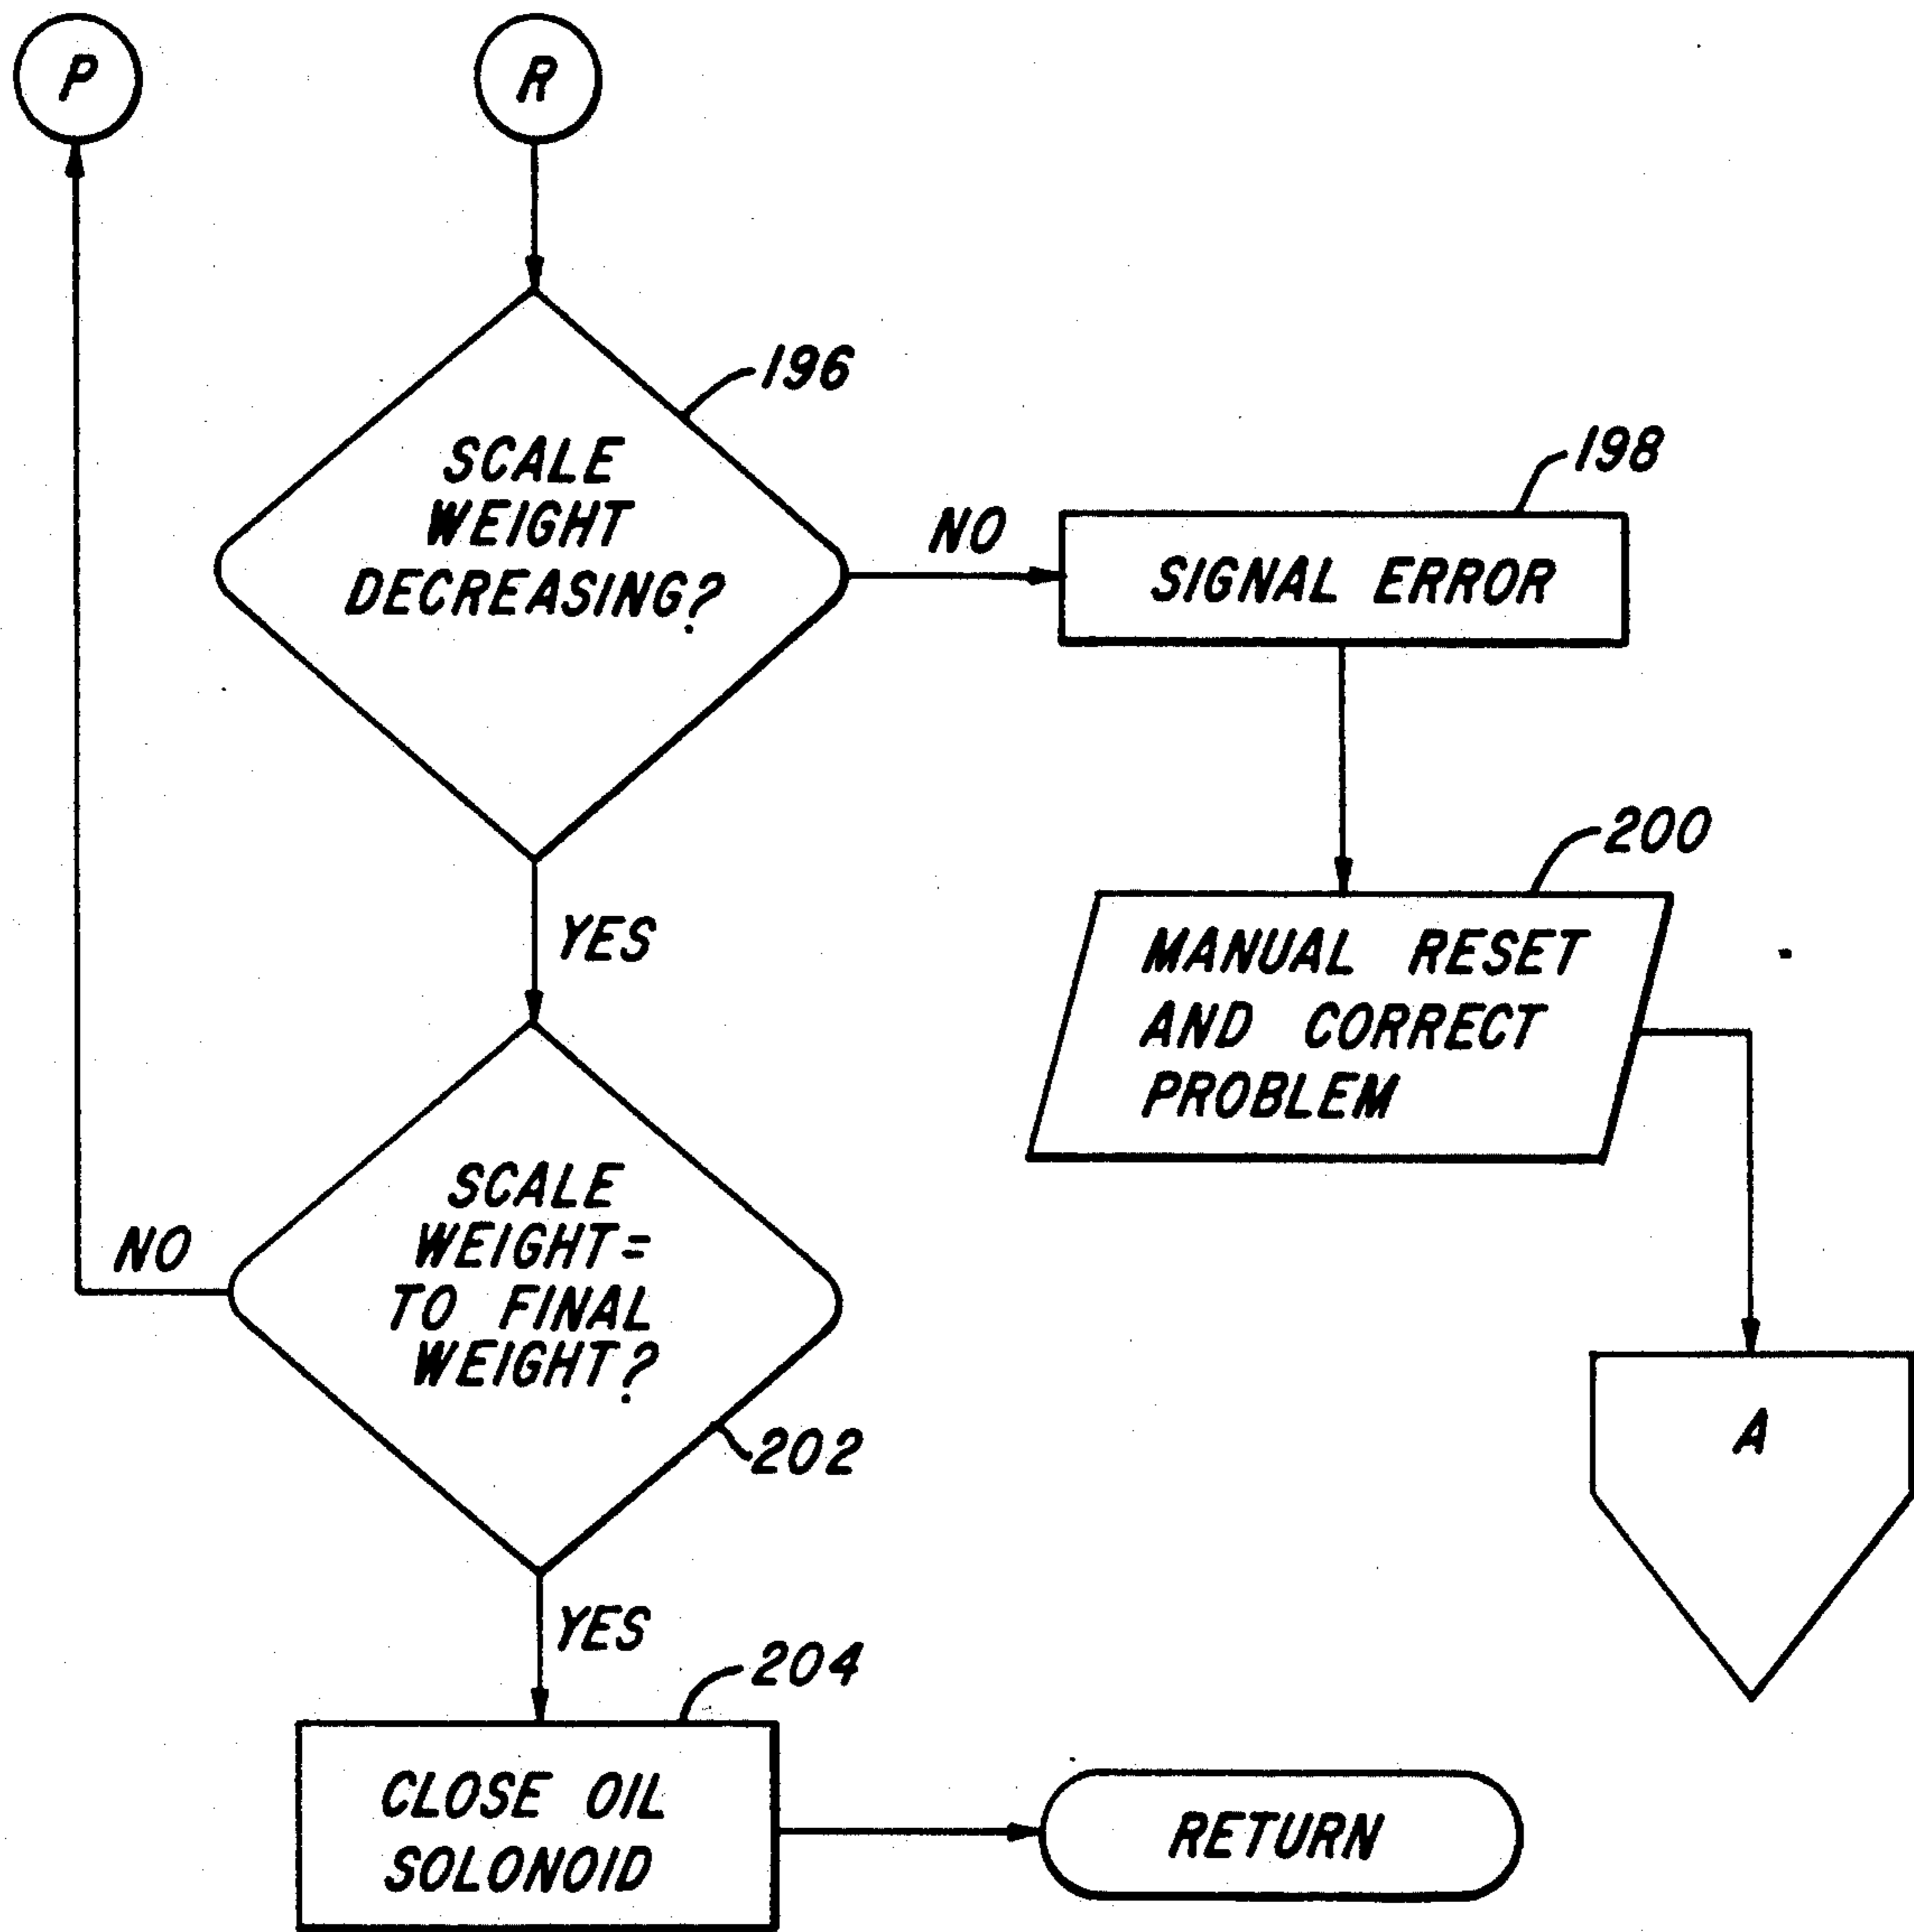 P
R
196
SCALE
WEIGHT
DECREASING?
NO
198
SIGNAL ERROR
200
MANUAL RESET
AND CORRECT
PROBLEM
YES
SCALE
WEIGHT=
TO FINAL
WEIGHT?
NO
202
A
YES
204
CLOSE OIL
SOLONOID
RETURN